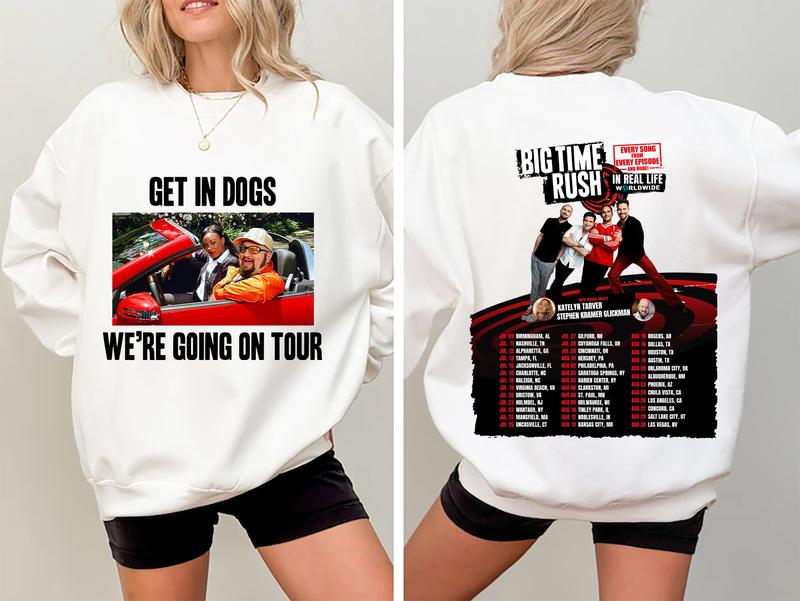 GET IN DOGS
WE'RE GOING ON TOUR
BIG TIME
RUSH
EVERY SONG
FROM
EVERY EPISODE
AND MORE!
IN REAL LIFE
WORLDWIDE
WITH SPECIAL GUESTS
KATELYN TARVER
STEPHEN KRAMER GLICKMAN
BIRMINGHAM, AL
NASHVILLE, TN
ALPHARETTA, GA
TAMPA, FL
JACKSONVILLE, FL
CHARLOTTE, NC
RALEIGH, NC
VIRGINIA BEACH, VA
BRISTOW, VA
HOLMDEL, NJ
WANTAGH, NY
MANSFIELD, MA
UNCASVILLE, CT
GILFORD, NH
CUYAHOGA FALLS, OH
CINCINNATI, OH
HERSHEY, PA
PHILADELPHIA, PA
SARATOGA SPRINGS, NY
DARIEN CENTER, NY
CLARKSTON, MI
ST. PAUL, MN
MILWAUKEE, WI
TINLEY PARK, IL
NOBLESVILLE, IN
KANSAS CITY, MO
ROGERS, AR
DALLAS, TX
HOUSTON, TX
AUSTIN, TX
OKLAHOMA CITY, OK
ALBUQUERQUE, NM
PHOENIX, AZ
CHULA VISTA, CA
LOS ANGELES, CA
CONCORD, CA
SALT LAKE CITY, UT
LAS VEGAS, NV